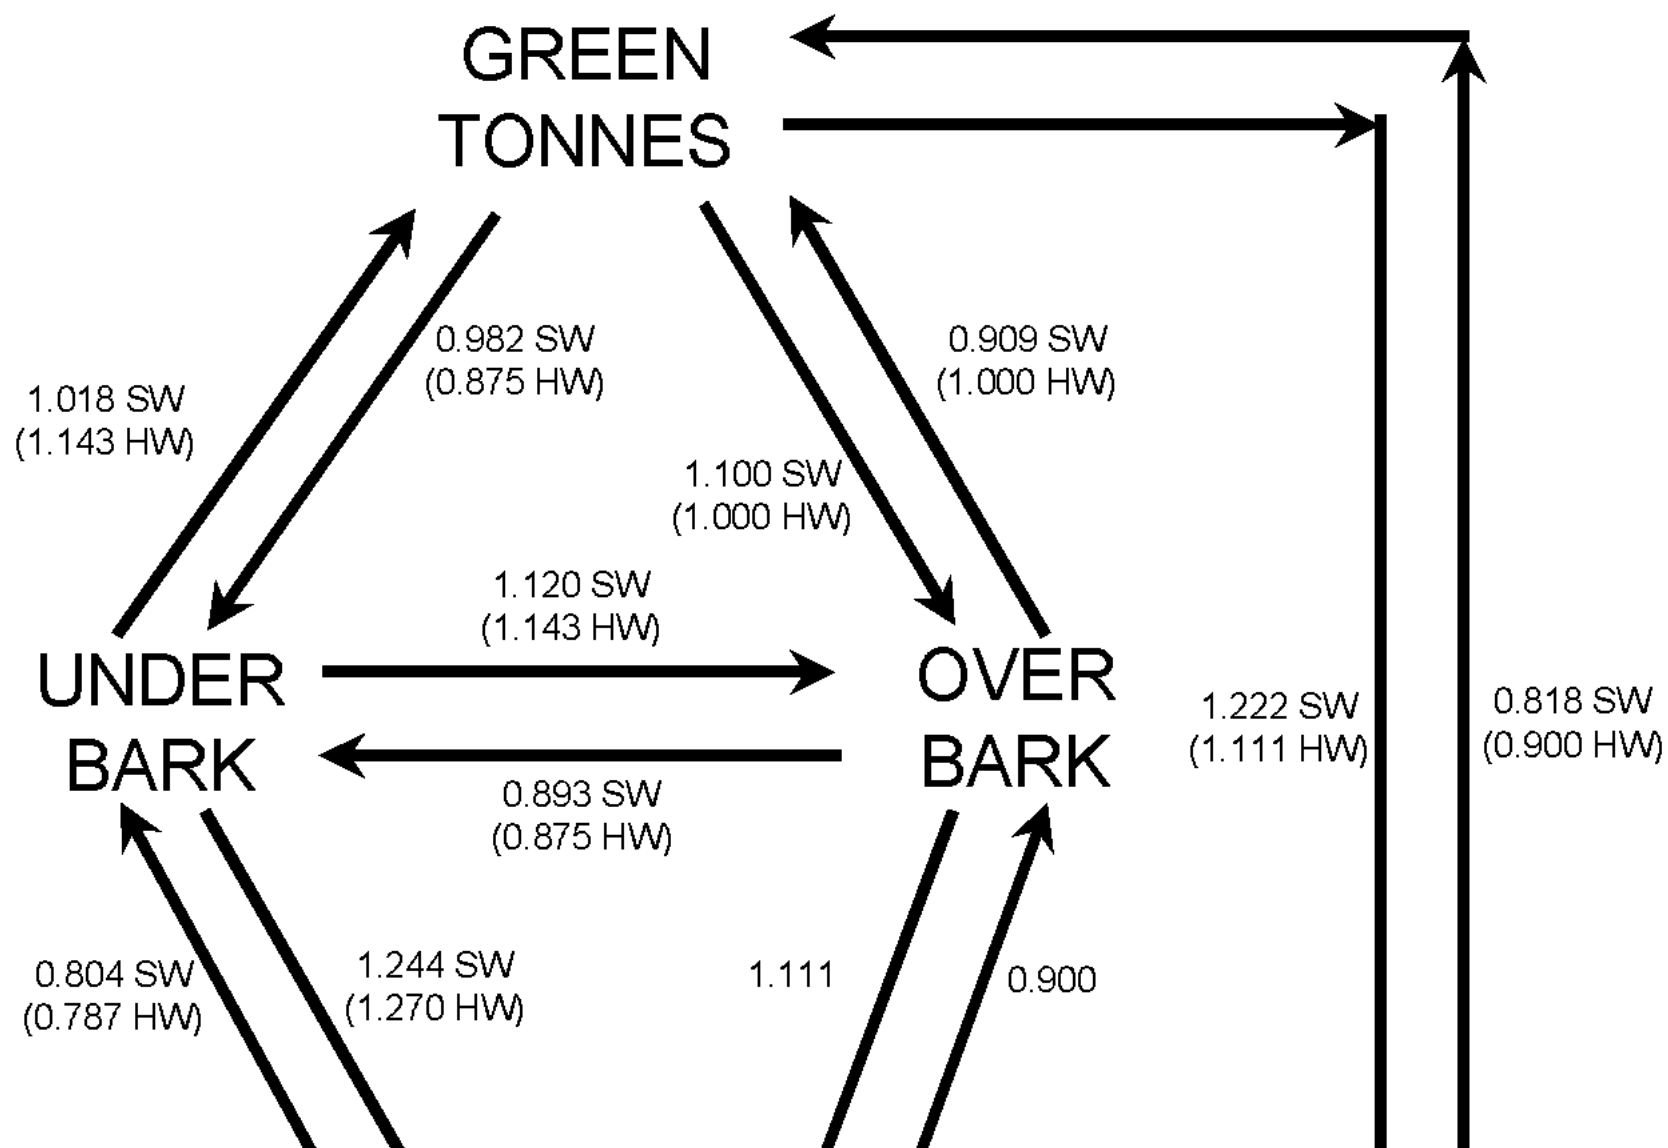 GREEN
TONNES
0.982 SW
(0.875 HW)
0.909 SW
(1.000 HW)
1.018 SW
(1.143 HW)
1.100 SW
(1.000 HW)
1.120 SW
(1.143 HW)
UNDER
BARK
OVER
BARK
1.222 SW
(1.111 HW)
0.818 SW
(0.900 HW)
0.893 SW
(0.875 HW)
0.804 SW
(0.787 HW)
1.244 SW
(1.270 HW)
1.111
0.900